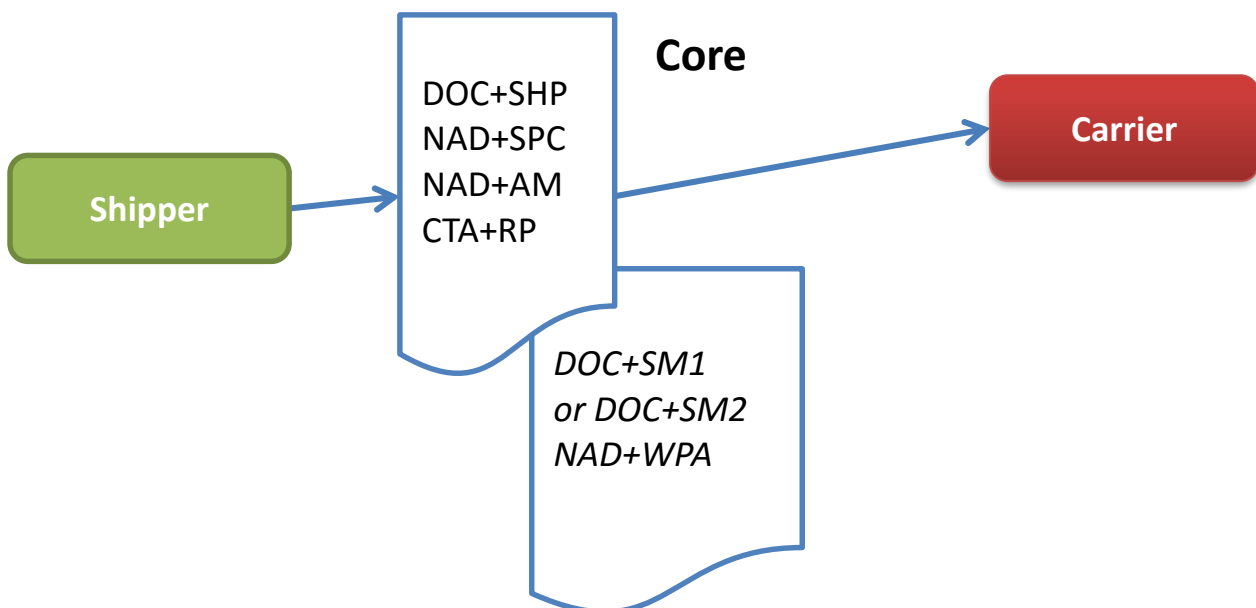 Core
Shipper
DOC+SHP
NAD+SPC
NAD+AM
CTA+RP
Carrier
DOC+SM1
or DOC+SM2
NAD+WPA